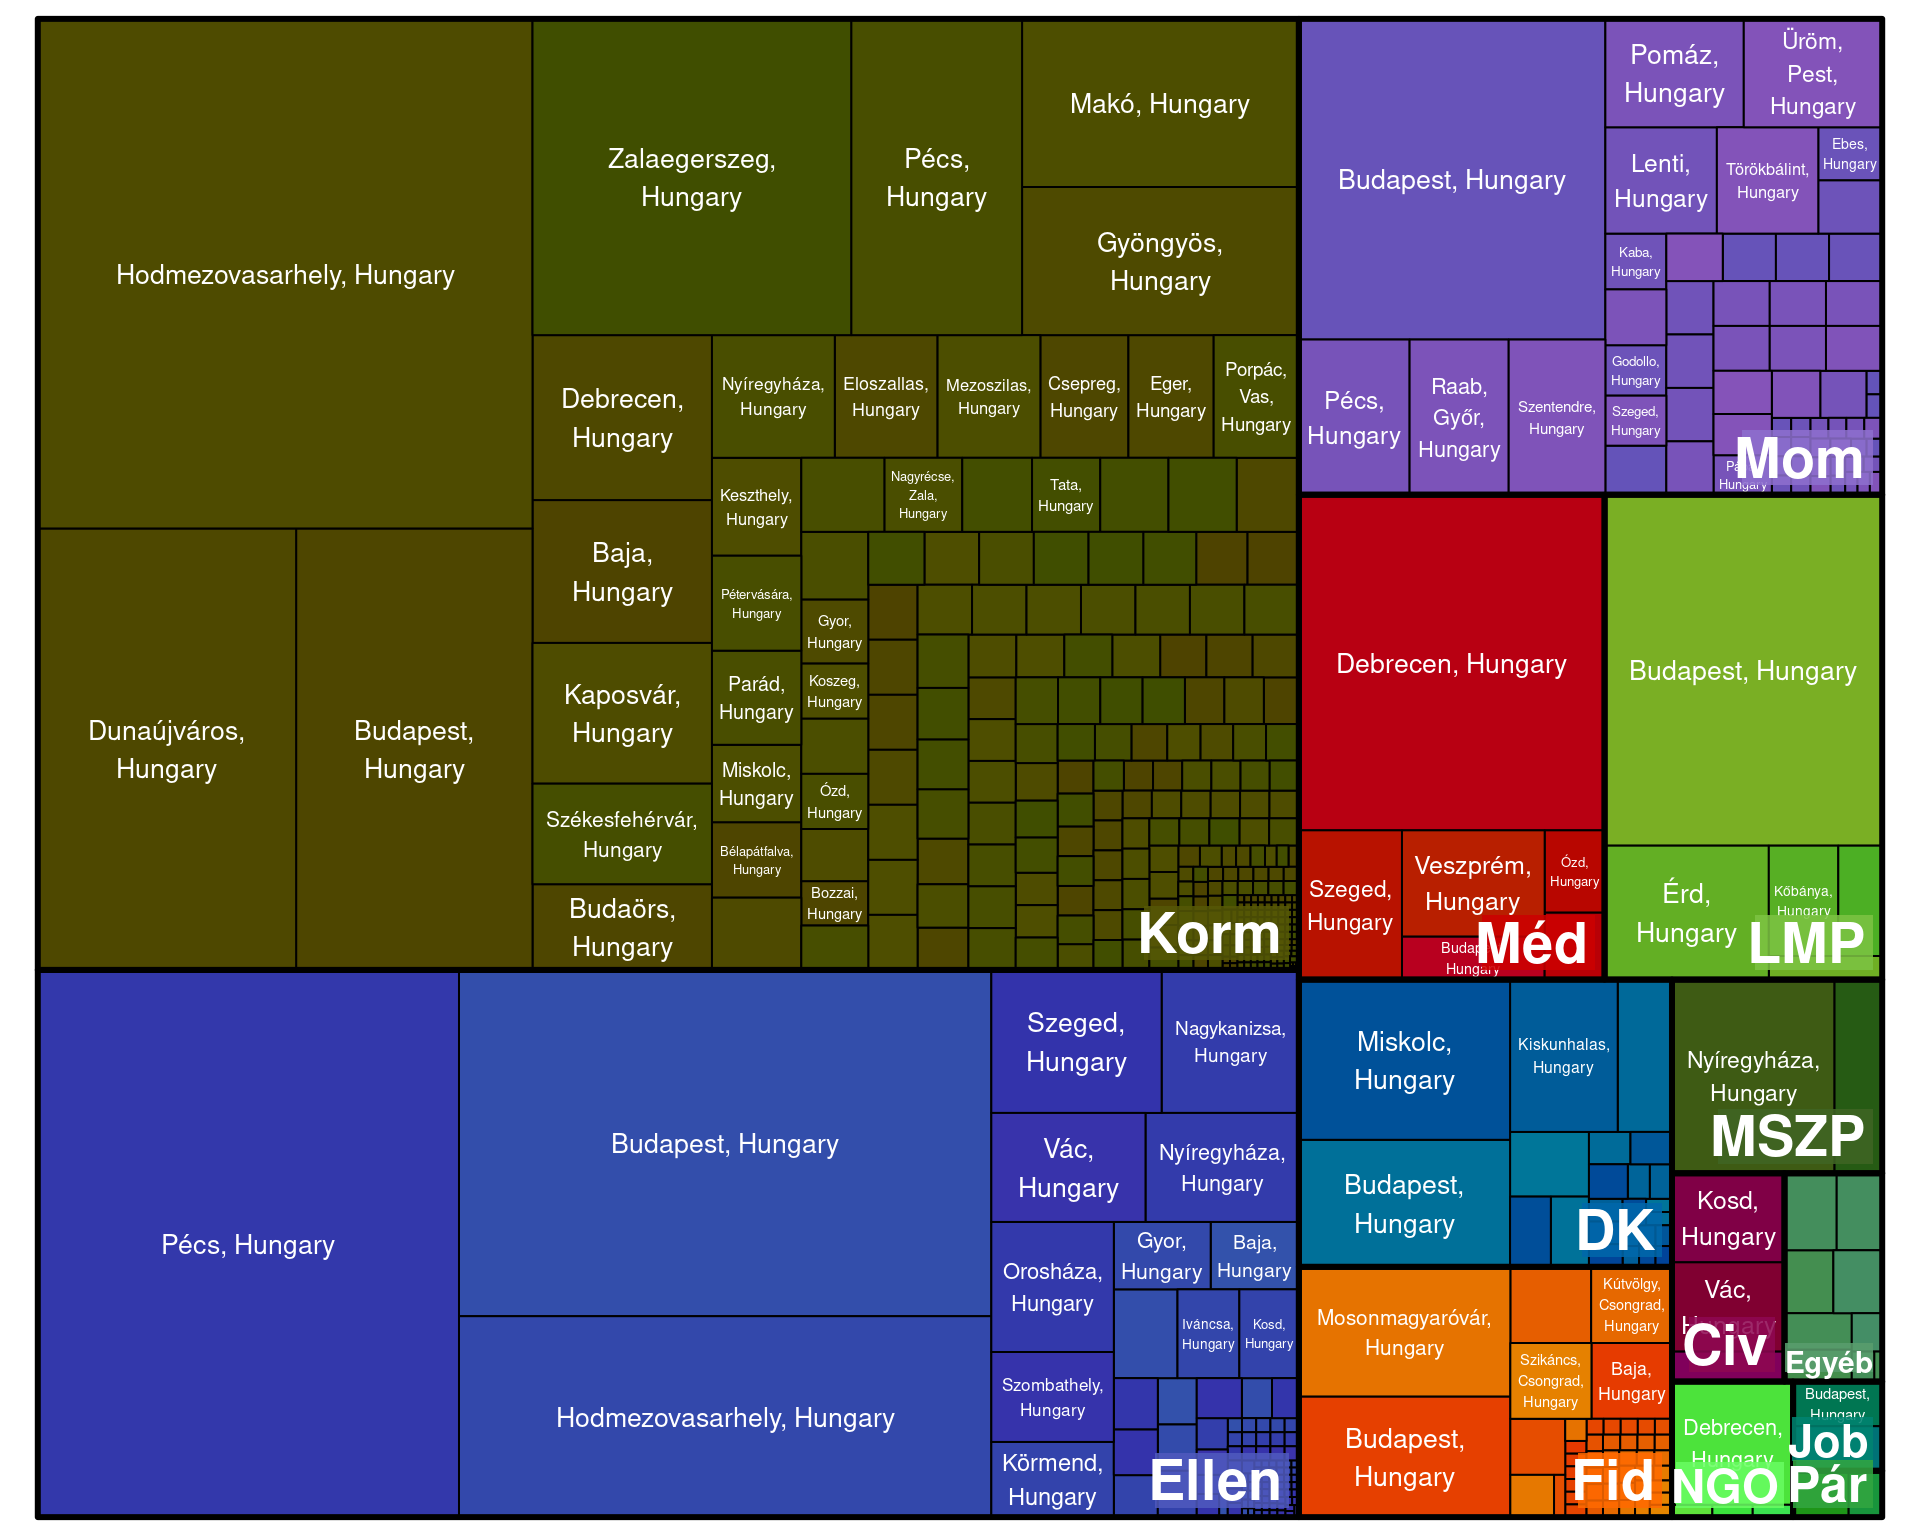 Hodmezovasarhely, Hungary
Zalaegerszeg,
Hungary
Pécs,
Hungary
Makó, Hungary
Gyöngyös,
Hungary
Dunaújváros,
Hungary
Budapest,
Hungary
Debrecen,
Hungary
Baja,
Hungary
Kaposvár,
Hungary
Székesfehérvár,
Hungary
Budaörs,
Hungary
Nyíregyháza,
Hungary
Eloszallas,
Hungary
Mezoszilas,
Hungary
Csepreg,
Hungary
Eger,
Hungary
Porpác,
Vas,
Hungary
Keszthely,
Hungary
Nagyrécse,
Zala,
Hungary
Tata,
Hungary
Pétervására,
Hungary
Gyor,
Hungary
Parád,
Hungary
Koszeg,
Hungary
Miskolc,
Hungary
Ózd,
Hungary
Bélapátfalva,
Hungary
Bozzai,
Hungary
Korm
Budapest, Hungary
Pomáz,
Hungary
Üröm,
Pest,
Hungary
Lenti,
Hungary
Törökbálint,
Hungary
Ebes,
Hungary
Kaba,
Hungary
Godollo,
Hungary
Szeged,
Hungary
Pécs,
Hungary
Raab,
Győr,
Hungary
Szentendre,
Hungary
Hungary
Mom
Debrecen, Hungary
Szeged,
Hungary
Veszprém,
Hungary
Ózd,
Hungary
Budapest,
Hungary
Méd
Budapest, Hungary
Érd,
Hungary
Kőbánya,
Hungary
LMP
Pécs, Hungary
Budapest, Hungary
Hodmezovasarhely, Hungary
Szeged,
Hungary
Nagykanizsa,
Hungary
Vác,
Hungary
Nyíregyháza,
Hungary
Orosháza,
Hungary
Gyor,
Hungary
Baja,
Hungary
Iváncsa,
Hungary
Kosd,
Hungary
Szombathely,
Hungary
Körmend,
Hungary
Ellen
Miskolc,
Hungary
Kiskunhalas,
Hungary
Budapest,
Hungary
DK
Nyíregyháza,
Hungary
MSZP
Mosonmagyaróvár,
Hungary
Kútvölgy,
Csongrad,
Hungary
Szikáncs,
Csongrad,
Hungary
Baja,
Hungary
Budapest,
Hungary
Fid
Kosd,
Hungary
Vác,
Hungary
Civ
Egyéb
Debrecen,
Hungary
NGO
Budapest,
Hungary
Job
Pár